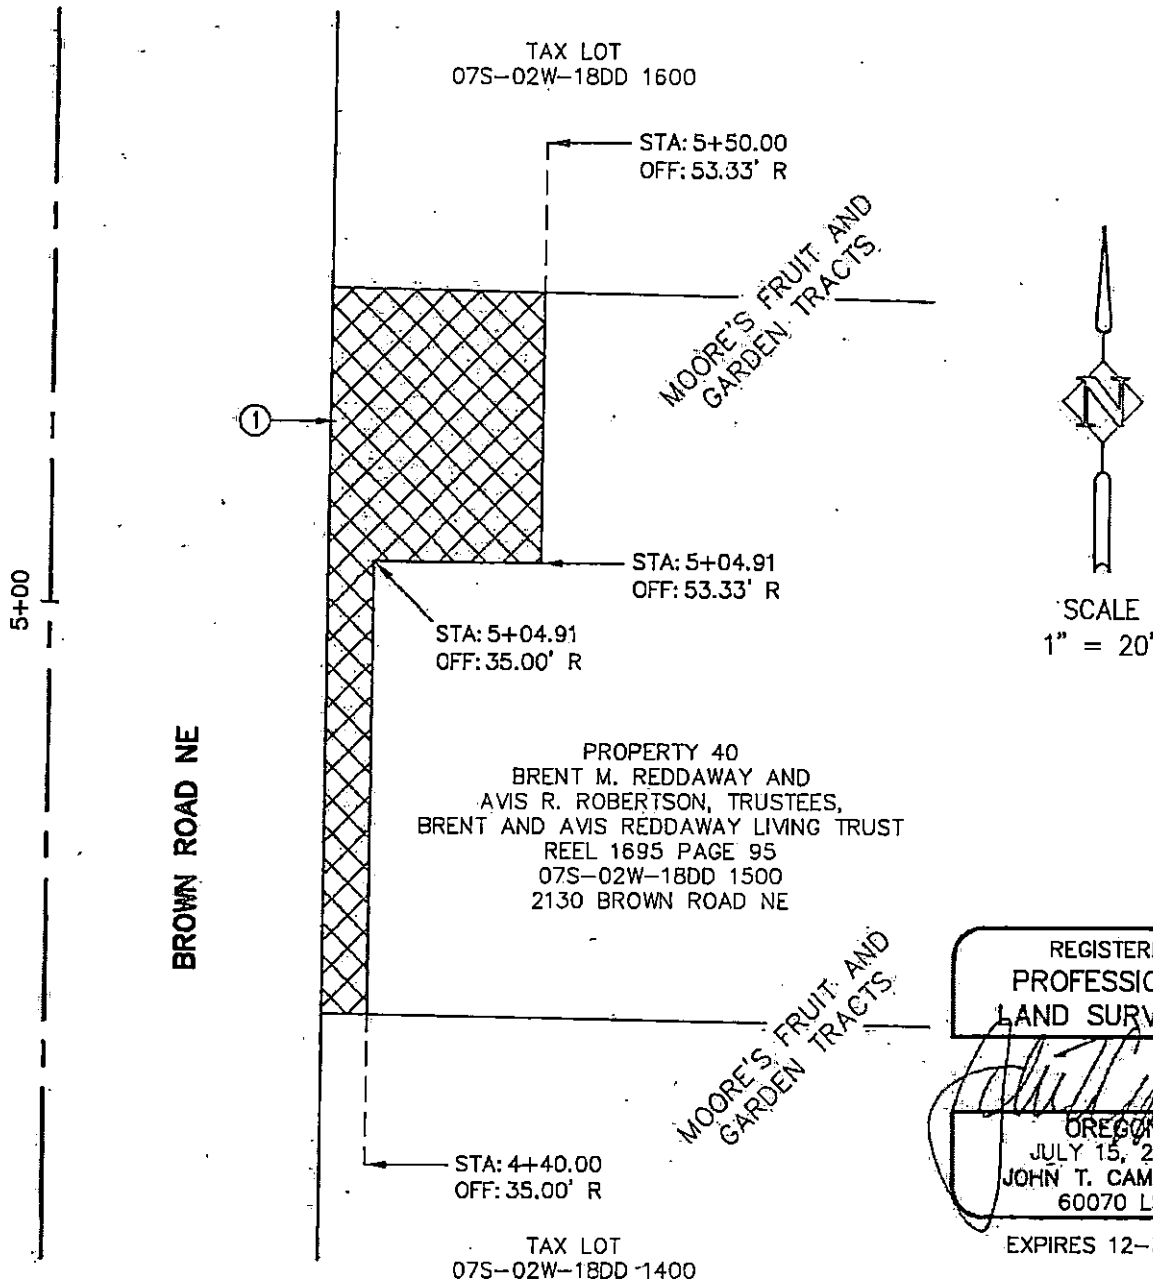 TAX LOT
07S-02W-18DD 1600
STA: 5+50.00
OFF: 53.33' R
MOORE'S FRUIT AND
GARDEN TRACTS
N
1
STA: 5+04.91
OFF: 53.33' R
5+00
SCALE
1" = 20'
STA: 5+04.91
OFF: 35.00' R
BROWN ROAD NE
PROPERTY 40
BRENT M. REDDAWAY AND
AVIS R. ROBERTSON, TRUSTEES,
BRENT AND AVIS REDDAWAY LIVING TRUST
REEL 1695 PAGE 95
07S-02W-18DD 1500
2130 BROWN ROAD NE
MOORE'S FRUIT AND
GARDEN TRACTS
REGISTER
PROFESSIO
LAND SURV
OREGON
JULY 15, 2
JOHN T. CAM
60070 L
EXPIRES 12-
STA: 4+40.00
OFF: 35.00' R
TAX LOT
07S-02W-18DD 1400